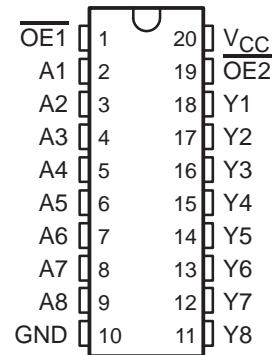 O̅E̅1̅ 1 20 VCC
A1 2 19 O̅E̅2̅
A2 3 18 Y1
A3 4 17 Y2
A4 5 16 Y3
A5 6 15 Y4
A6 7 14 Y5
A7 8 13 Y6
A8 9 12 Y7
GND 10 11 Y8